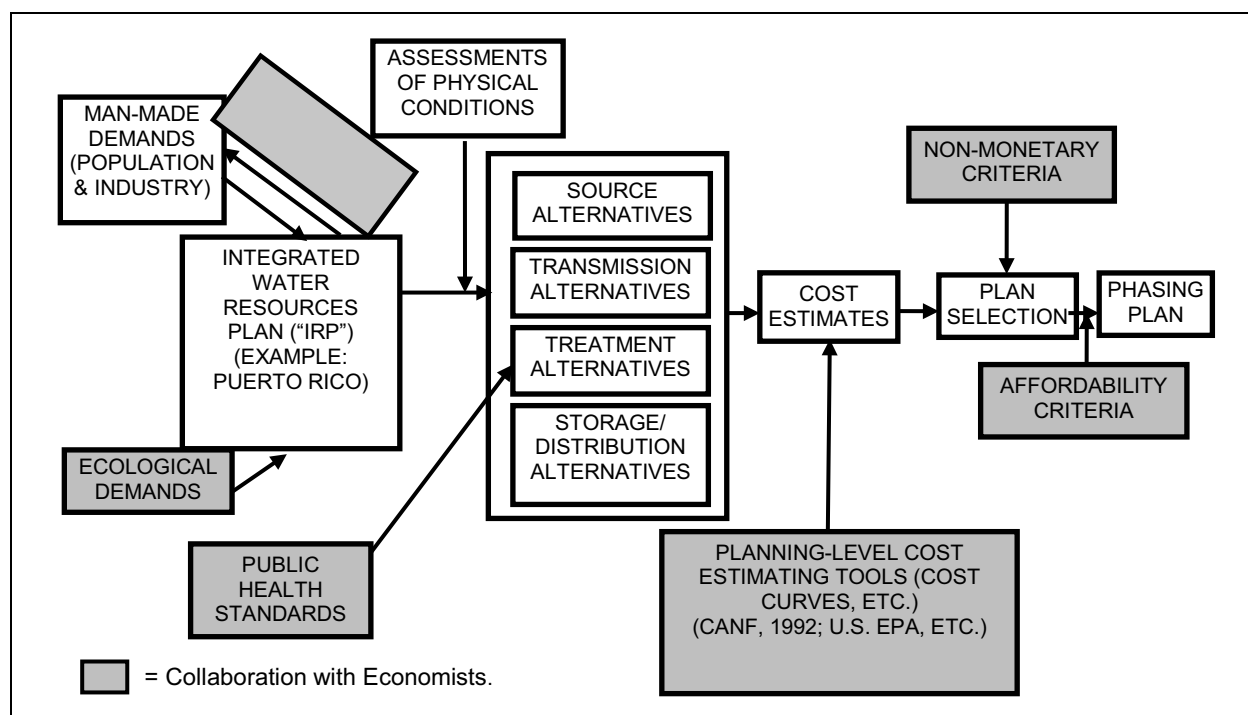 ASSESSMENTS
OF PHYSICAL
CONDITIONS
MAN-MADE
DEMANDS
(POPULATION
& INDUSTRY)
NON-MONETARY
CRITERIA
SOURCE
ALTERNATIVES
INTEGRATED
WATER
RESOURCES
PLAN (“IRP”)
(EXAMPLE:
PUERTO RICO)
TRANSMISSION
ALTERNATIVES
COST
ESTIMATES
PLAN
SELECTION
PHASING
PLAN
TREATMENT
ALTERNATIVES
AFFORDABILITY
CRITERIA
STORAGE/
DISTRIBUTION
ALTERNATIVES
ECOLOGICAL
DEMANDS
PUBLIC
HEALTH
STANDARDS
PLANNING-LEVEL COST
ESTIMATING TOOLS (COST
CURVES, ETC.)
(CANF, 1992; U.S. EPA, ETC.)
= Collaboration with Economists.